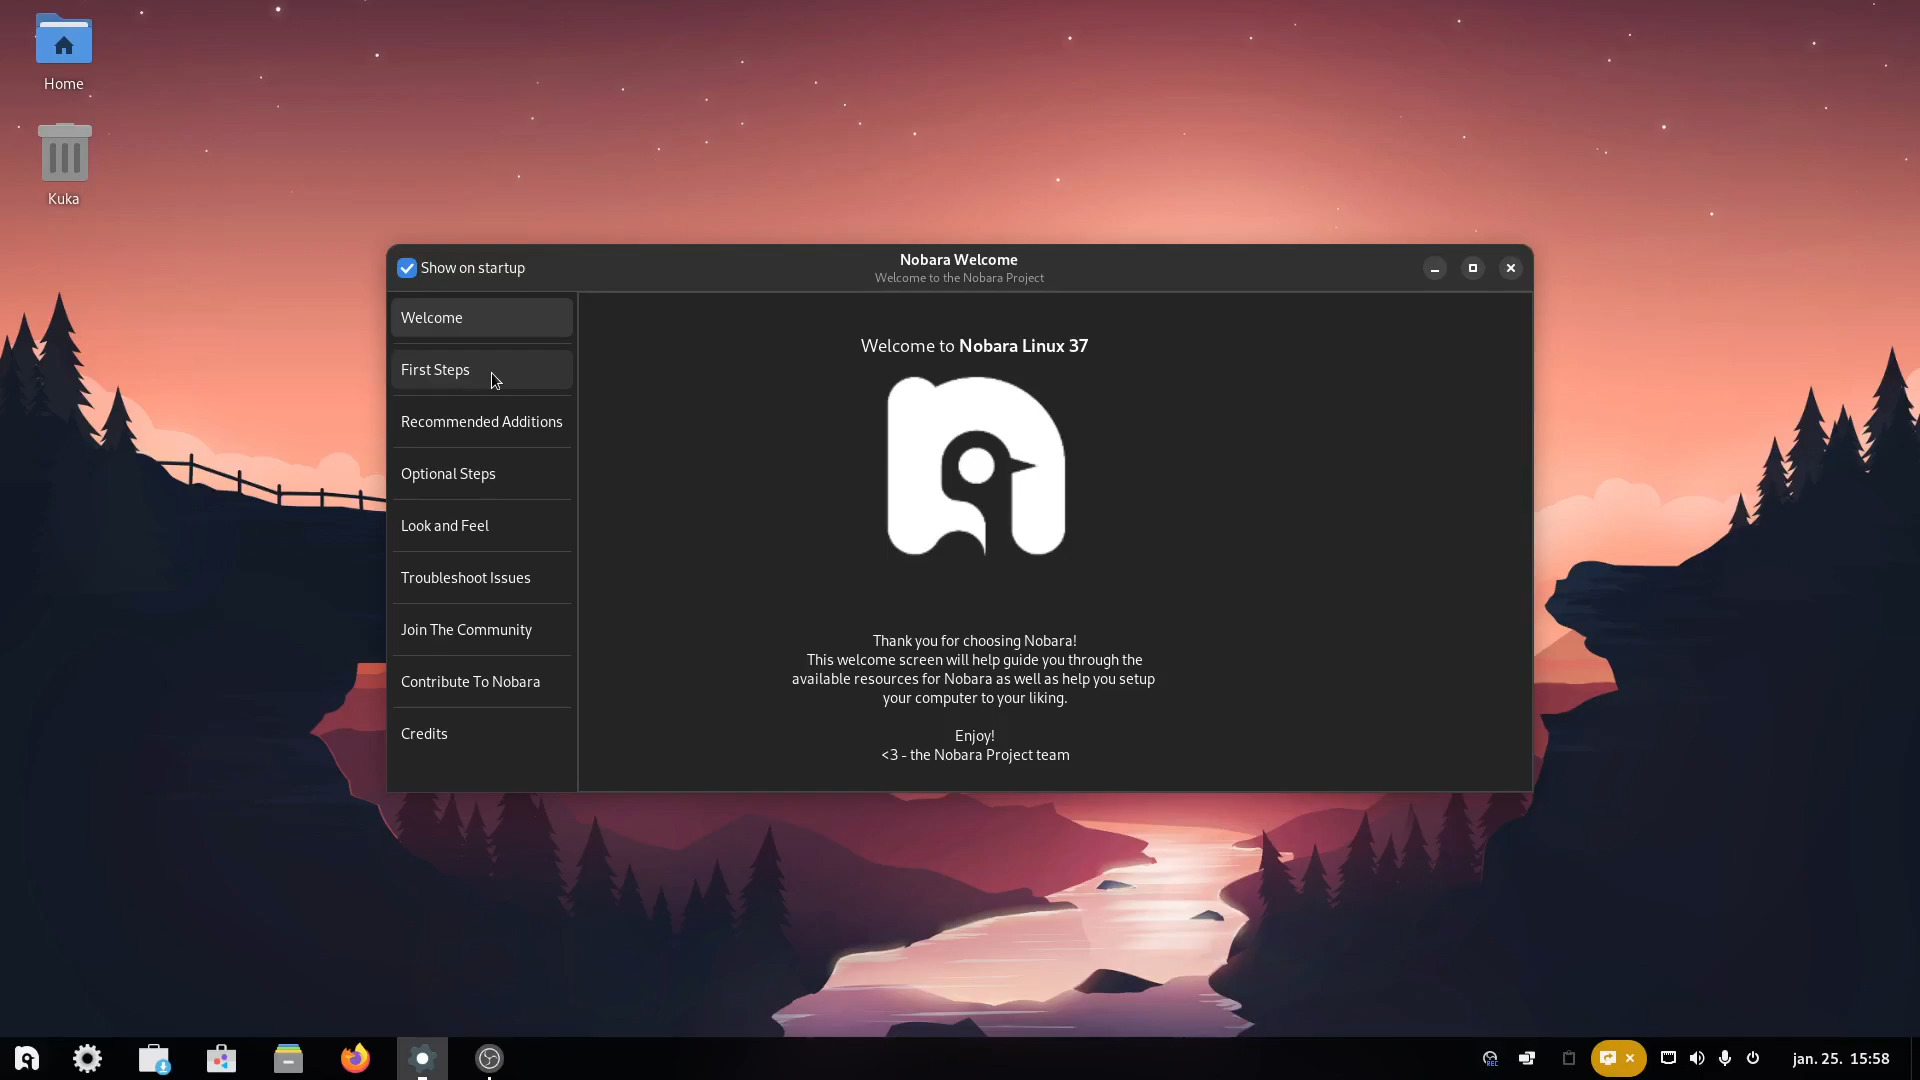 Home
Kuka
Show on startup
Nobara Welcome
Welcome to the Nobara Project
Welcome
First Steps
Recommended Additions
Optional Steps
Look and Feel
Troubleshoot Issues
Join The Community
Contribute To Nobara
Credits
Welcome to Nobara Linux 37
Thank you for choosing Nobara!
This welcome screen will help guide you through the
available resources for Nobara as well as help you setup
your computer to your liking.
Enjoy!
<3 - the Nobara Project team
REC
jan. 25. 15:58